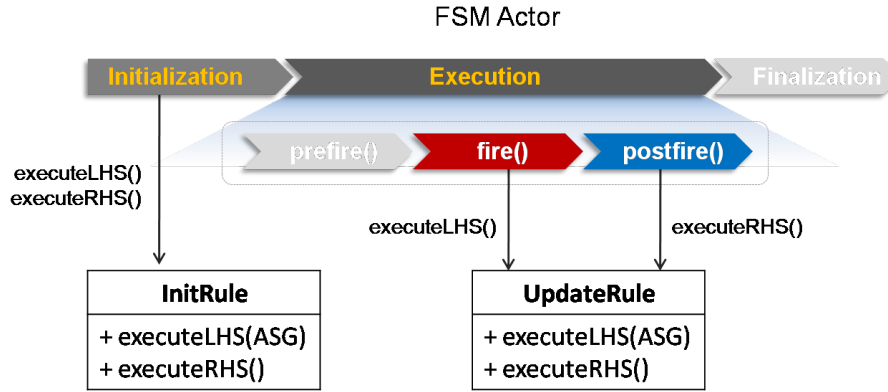 FSM Actor
Initialization
Execution
Finalization
prefire()
fire()
postfire()
executeLHS()
executeRHS()
executeLHS()
executeRHS()
InitRule
+ executeLHS(ASG)
+ executeRHS()
UpdateRule
+ executeLHS(ASG)
+ executeRHS()